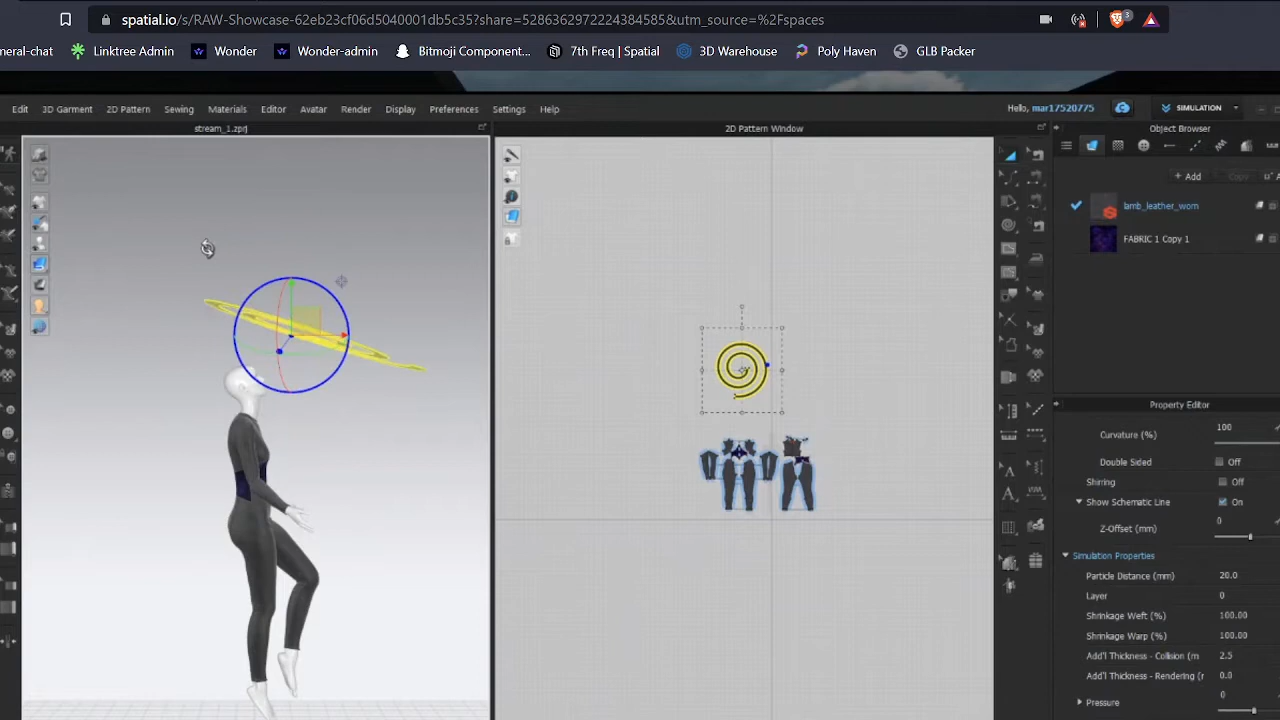 spatial.io/s/RAW-Showcase-62eb23cf06d5040001db5c35?share=5286362972224384585&utm_source=%2Fspaces
3
neral-chat Linktree Admin Wonder Wonder-admin Bitmoji Component... 7th Freq | Spatial 3D Warehouse Poly Haven GLB Packer
Edit 3D Garment 2D Pattern Sewing Materials Editor Avatar Render Display Preferences Settings Help Hello, mar17520775 SIMULATION
stream_1.zprj 2D Pattern Window Object Browser
+ Add Copy
lamb_leather_worn
FABRIC 1 Copy 1
Property Editor
Curvature (%) 100
Double Sided Off
Shirring Off
Show Schematic Line On
Z-Offset (mm) 0
Simulation Properties
Particle Distance (mm) 20.0
Layer 0
Shrinkage Weft (%) 100.00
Shrinkage Warp (%) 100.00
Add'l Thickness - Collision (m 2.5
Add'l Thickness - Rendering (r 0.0
Pressure 0